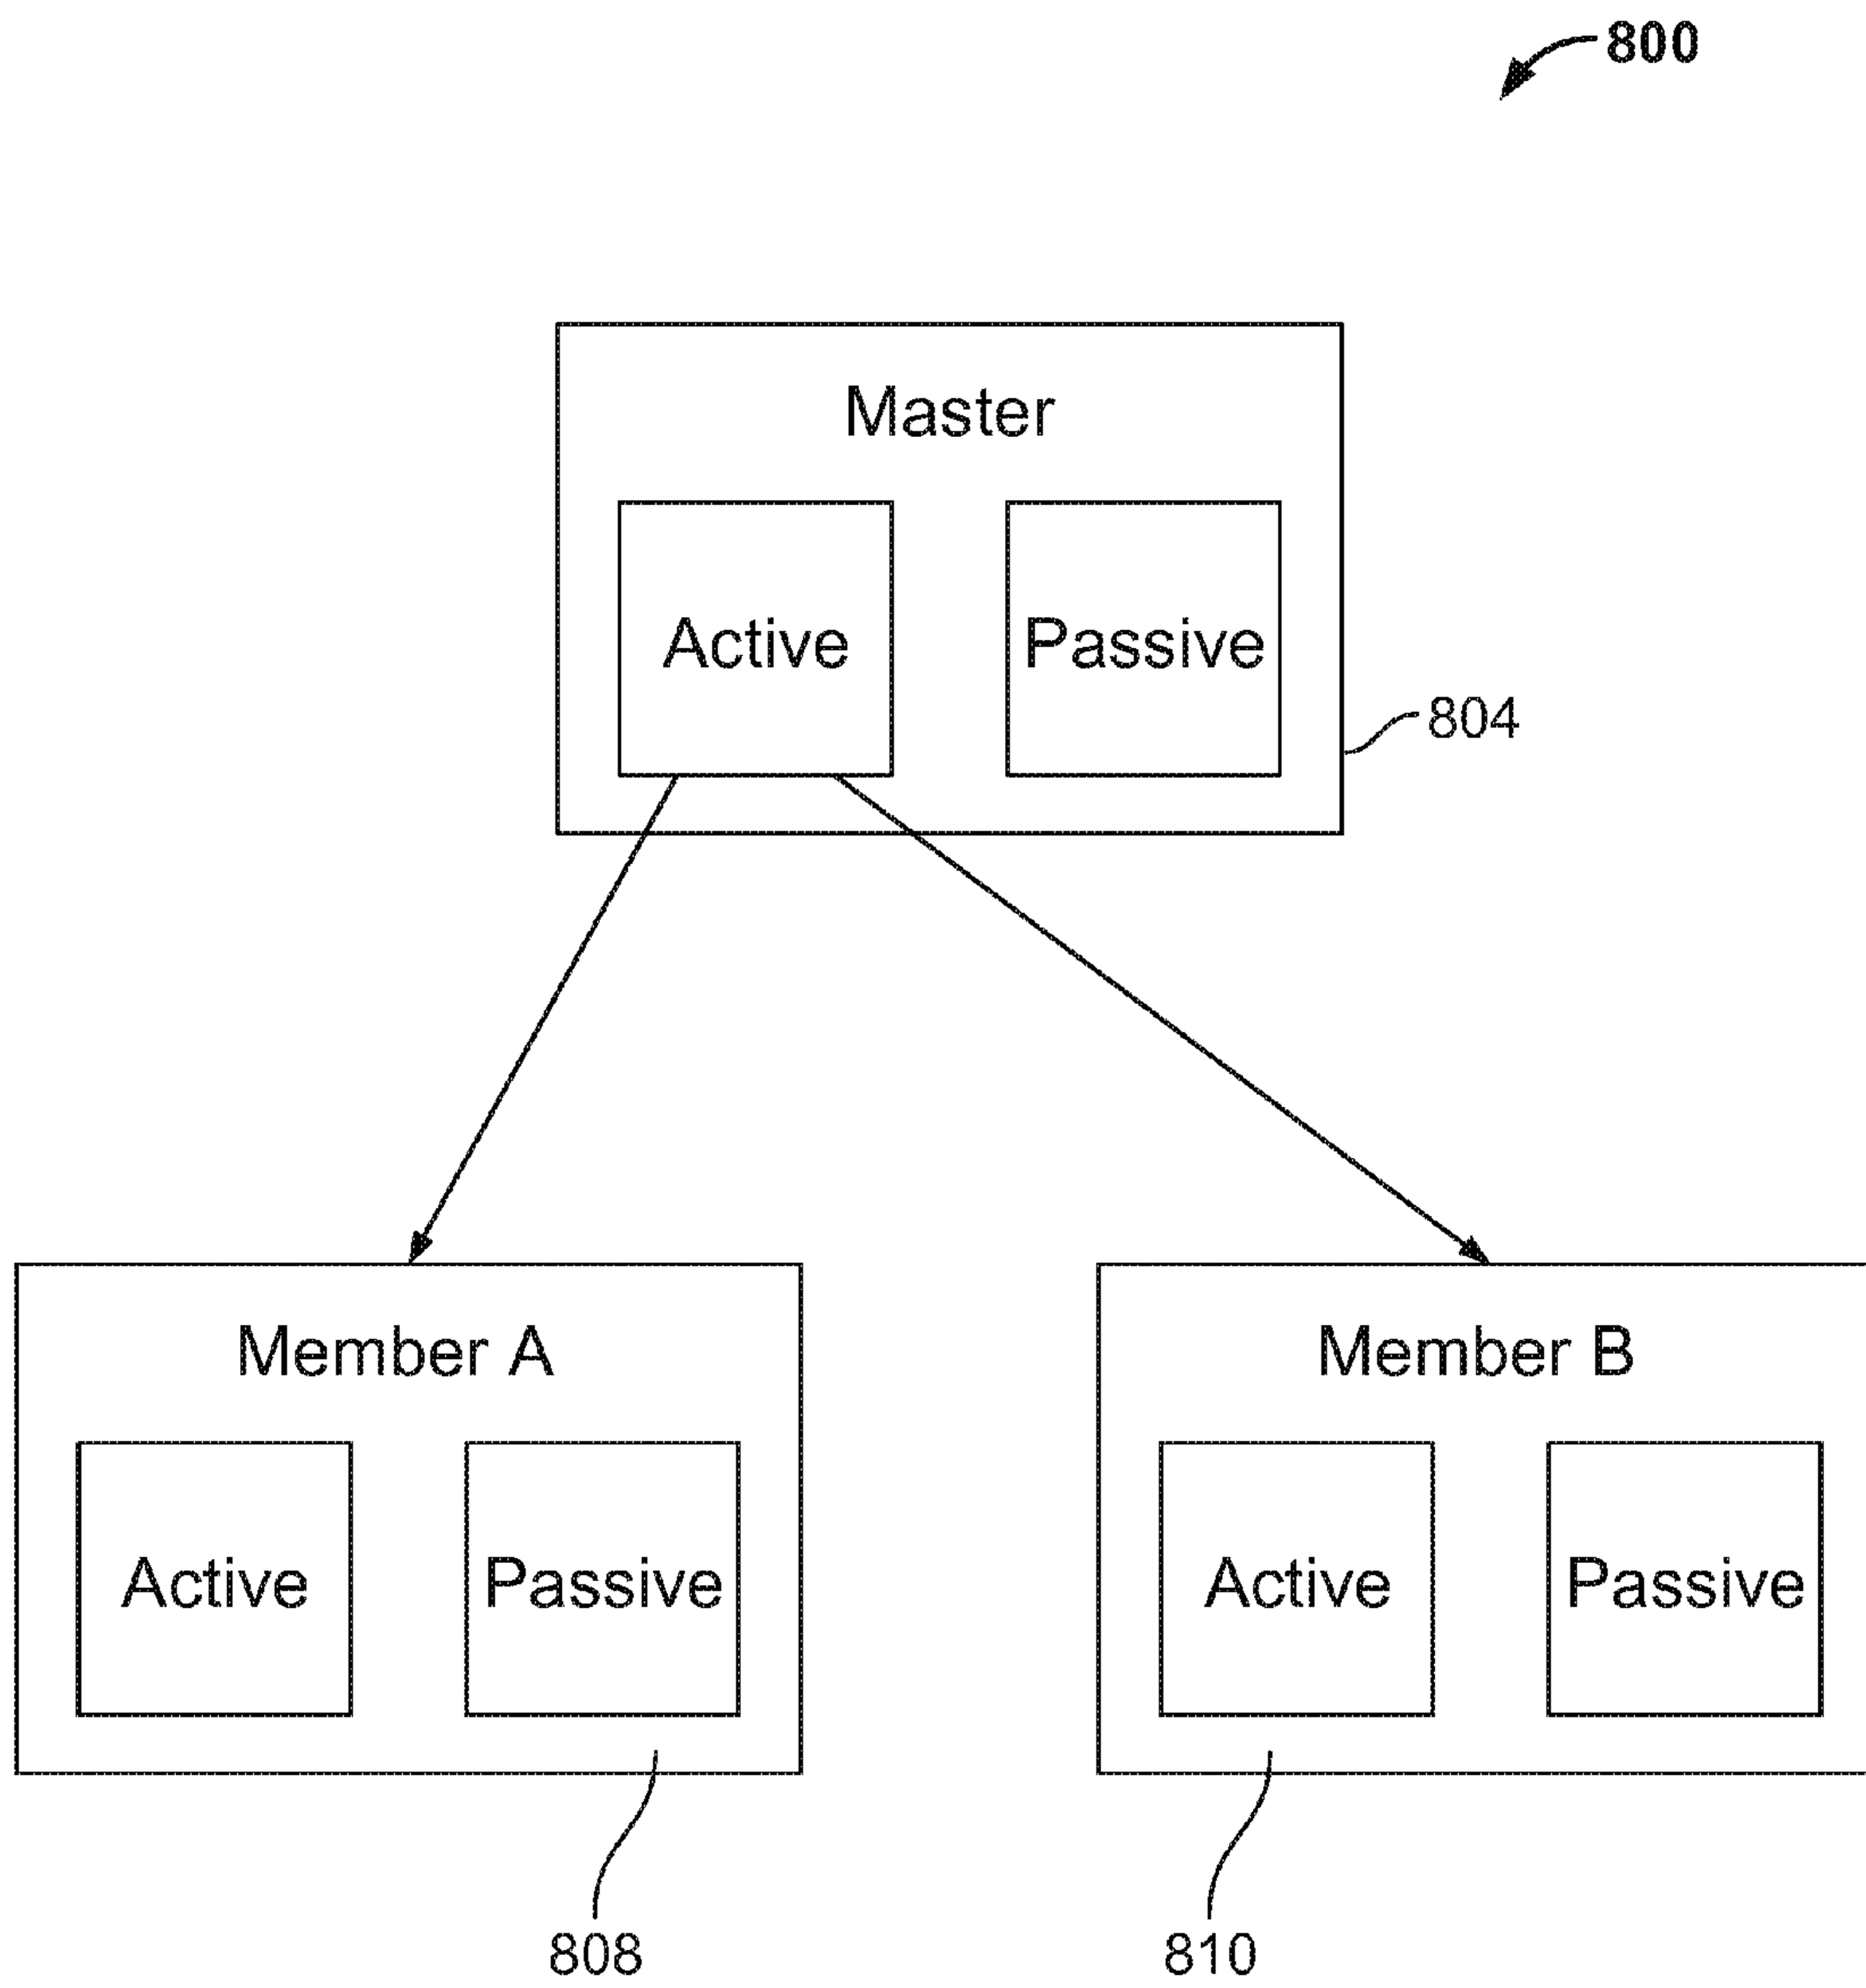 800
Master
Active Passive
804
Member A Member B
Active Passive Active Passive
808 810